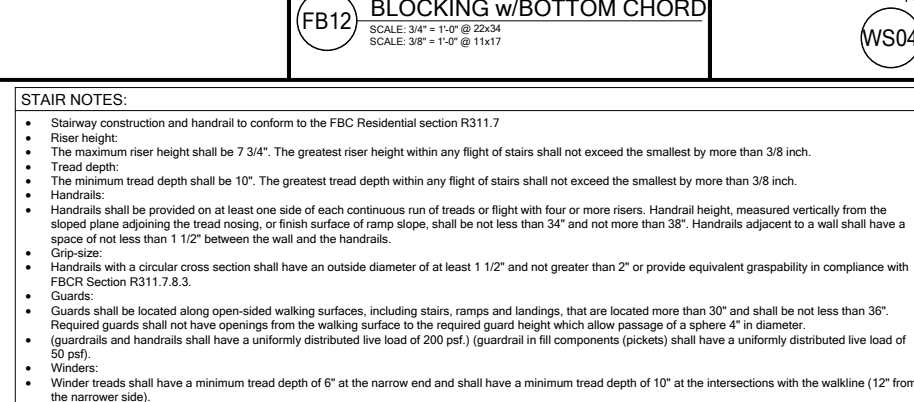 BLOCKING w/BOTTOM CHORD
FB12
SCALE: 3/4" = 1'-0" @ 22x34
SCALE: 3/8" = 1'-0" @ 11x17
WS04
STAIR NOTES:
• Stairway construction and handrail to conform to the FBC Residential section R311.7
• Riser height:
• The maximum riser height shall be 7 3/4". The greatest riser height within any flight of stairs shall not exceed the smallest by more than 3/8 inch.
• Tread depth:
• The minimum tread depth shall be 10". The greatest tread depth within any flight of stairs shall not exceed the smallest by more than 3/8 inch.
• Handrails:
• Handrails shall be provided on at least one side of each continuous run of treads or flight with four or more risers. Handrail height, measured vertically from the
sloped plane adjoining the tread nosing, or finish surface of ramp slope, shall be not less than 34" and not more than 38". Handrails adjacent to a wall shall have a
space of not less than 1 1/2" between the wall and the handrails.
• Grip-size:
• Handrails with a circular cross section shall have an outside diameter of at least 1 1/2" and not greater than 2" or provide equivalent graspability in compliance with
FBCR Section R311.7.8.3.
• Guards:
• Guards shall be located along open-sided walking surfaces, including stairs, ramps and landings, that are located more than 30" and shall be not less than 36".
Required guards shall not have openings from the walking surface to the required guard height which allow passage of a sphere 4" in diameter.
• (guardrails and handrails shall have a uniformly distributed live load of 200 psf.) (guardrail in fill components (pickets) shall have a uniformly distributed live load of
50 psf).
• Winders:
• Winder treads shall have a minimum tread depth of 6" at the narrow end and shall have a minimum tread depth of 10" at the intersections with the walkline (12" from
the narrower side).